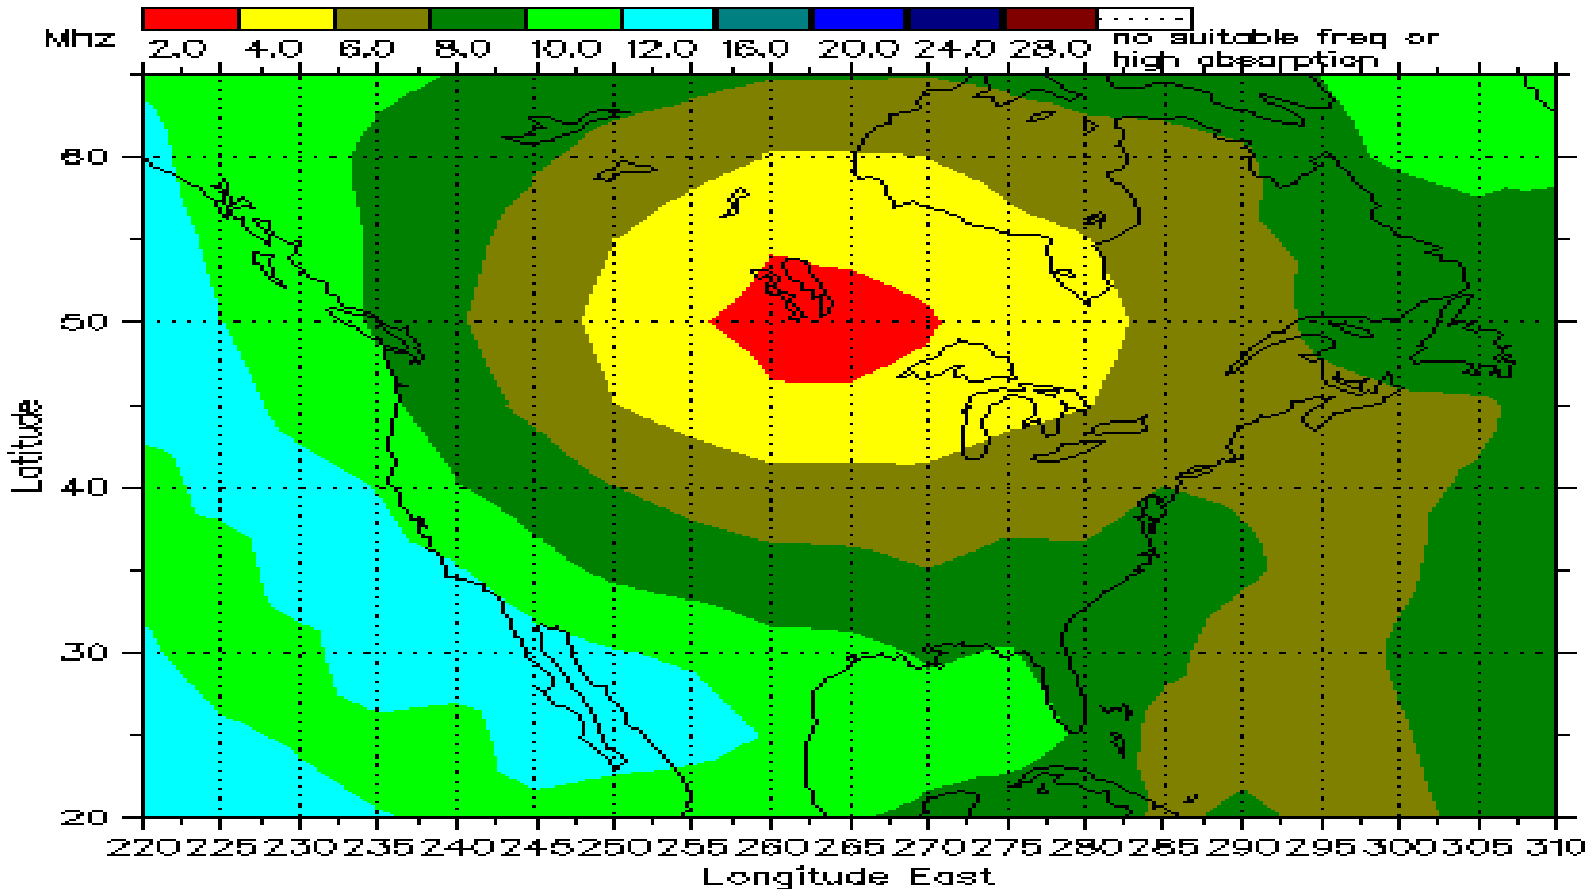 Mhz 2.0 4.0 6.0 8.0 10.0 12.0 16.0 20.0 24.0 28.0 no suitable freq or
high absorption
60
50
40
30
20
Latitude
220 225 230 235 240 245 250 255 260 265 270 275 280 285 290 295 300 305 310
Longitude East